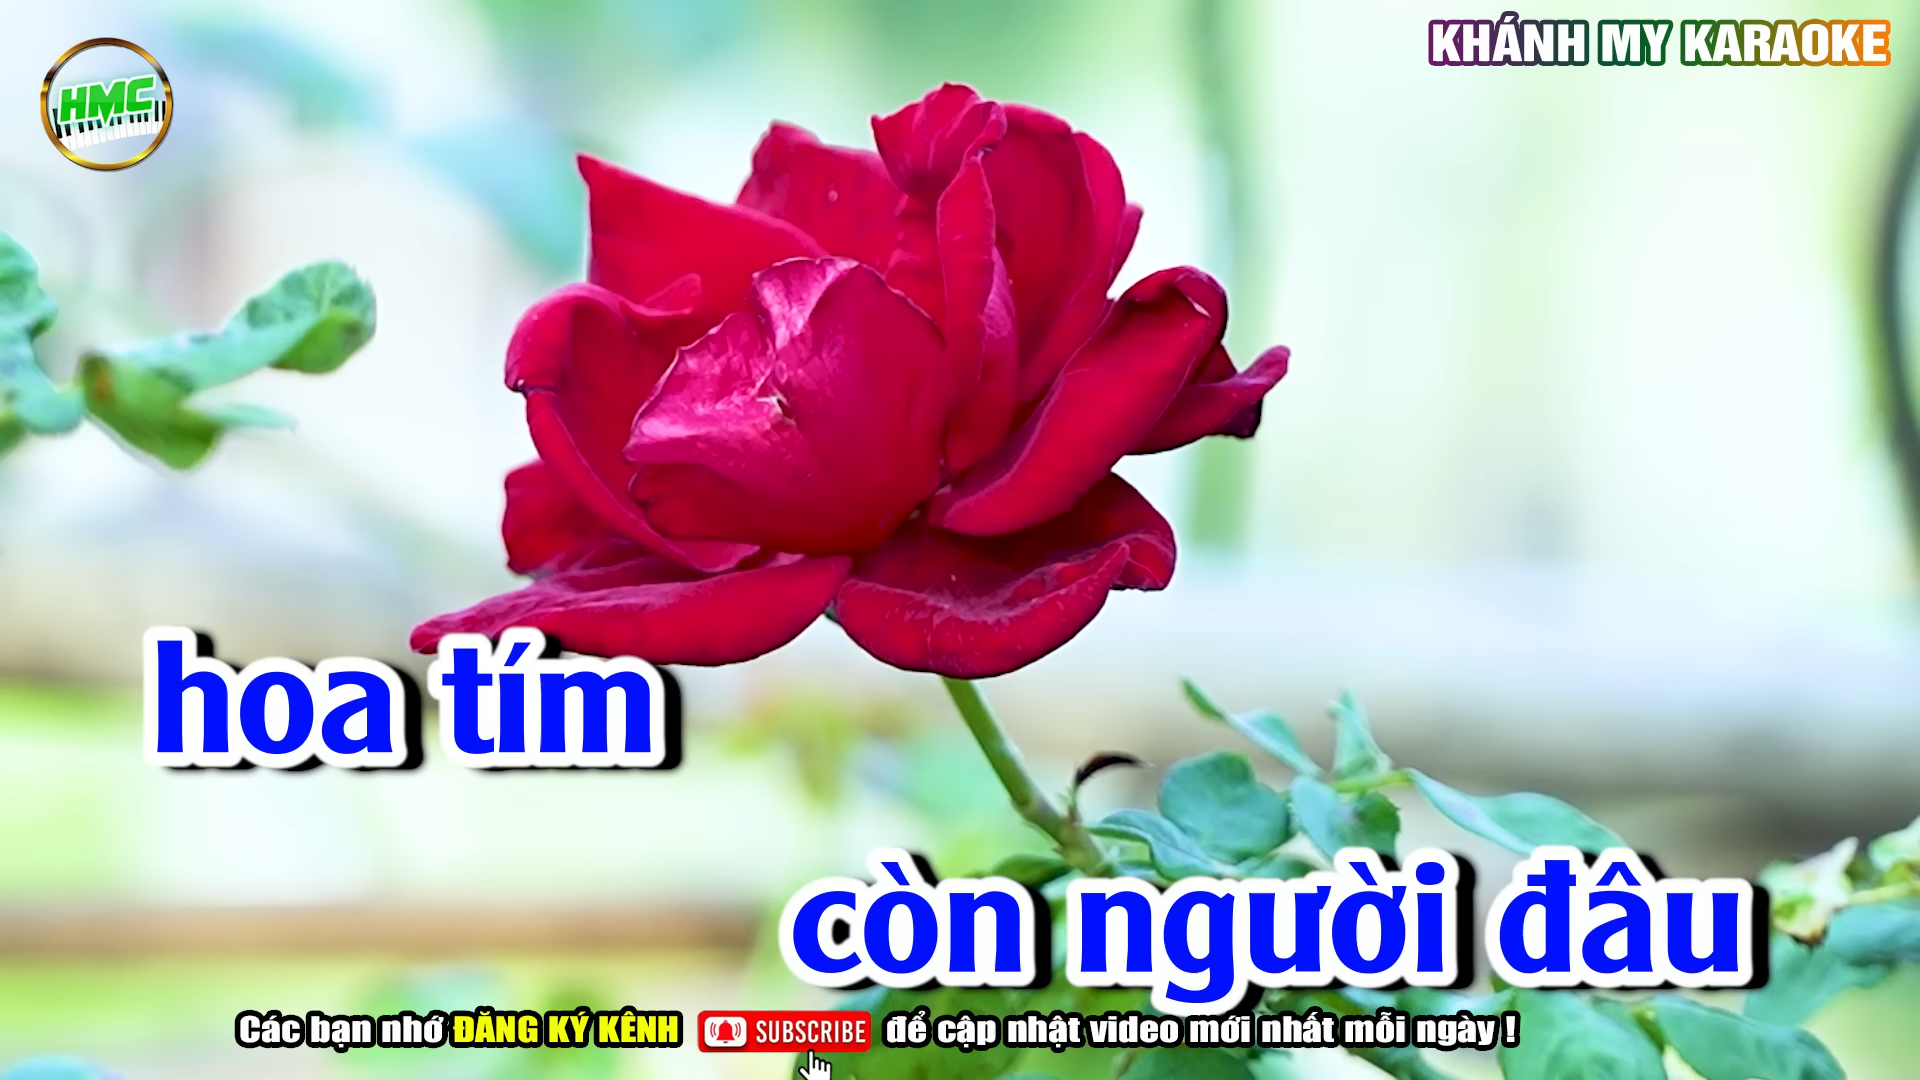 KHÁNH MY KARAOKE
HMC
hoa tím
còn người đâu
Các bạn nhớ ĐĂNG KÝ KÊNH SUBSCRIBE để cập nhật video mới nhất mỗi ngày !